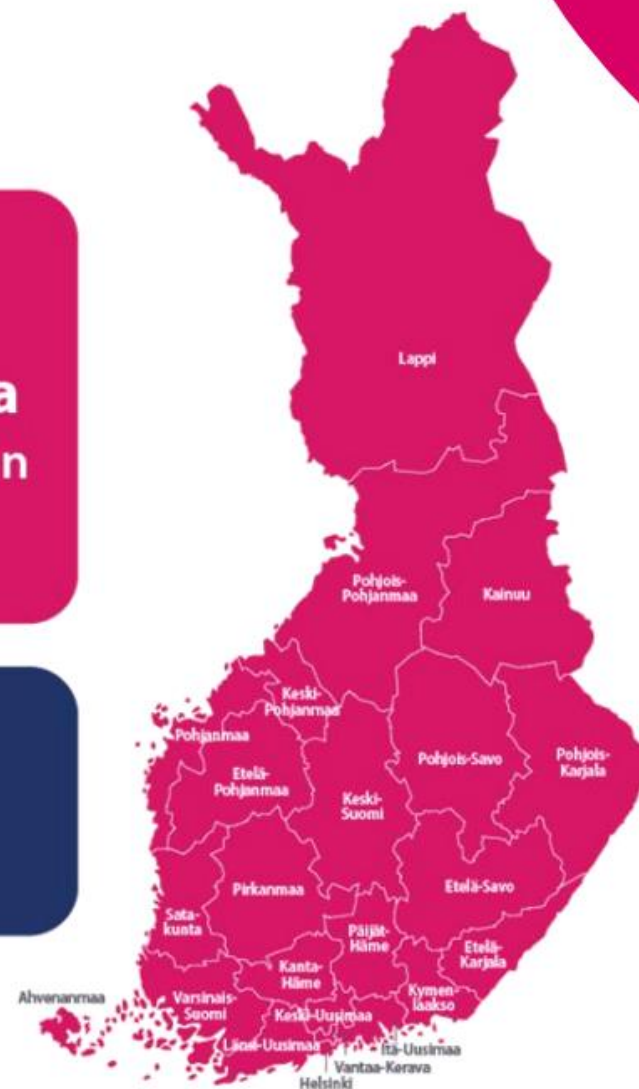 a
n
Lappi
Pohjois-
Pohjanmaa
Kainuu
Keski-
Pohjanmaa
Pohjanmaa
Etelä-
Pohjanmaa
Keski-
Suomi
Pohjois-Savo
Pohjois-
Karjala
Pirkanmaa
Etelä-Savo
Sata-
kunta
Päijät-
Häme
Etelä-
Karjala
Kanta-
Häme
Kymen-
laakso
Ahvenanmaa
Varsinais-
Suomi
Keski-Uusimaa
Länsi-Uusimaa
Itä-Uusimaa
Vantaa-Kerava
Helsinki